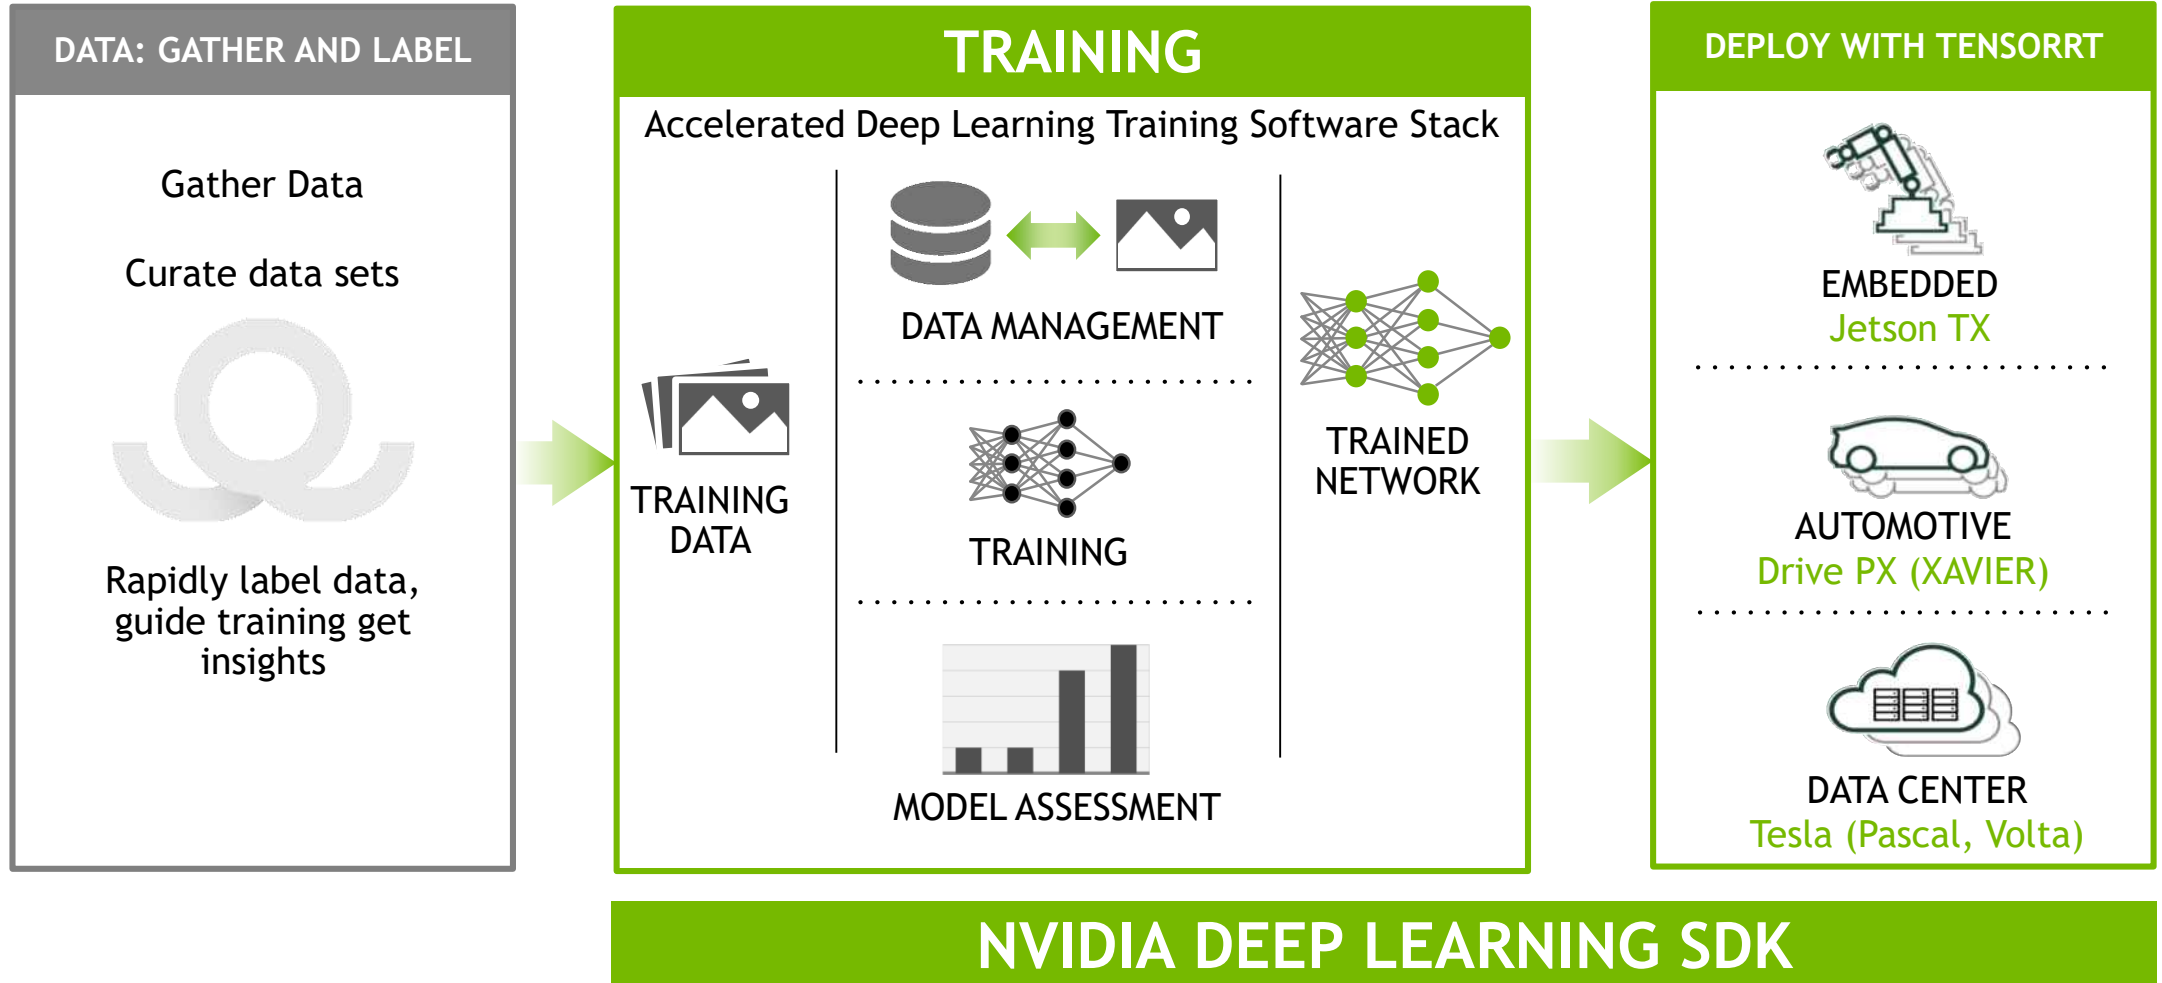 DATA: GATHER AND LABEL
Gather Data
Curate data sets
Rapidly label data,
guide training get
insights
TRAINING
Accelerated Deep Learning Training Software Stack
TRAINING
DATA
DATA MANAGEMENT
TRAINING
MODEL ASSESSMENT
TRAINED
NETWORK
DEPLOY WITH TENSORRT
EMBEDDED
Jetson TX
AUTOMOTIVE
Drive PX (XAVIER)
DATA CENTER
Tesla (Pascal, Volta)
NVIDIA DEEP LEARNING SDK